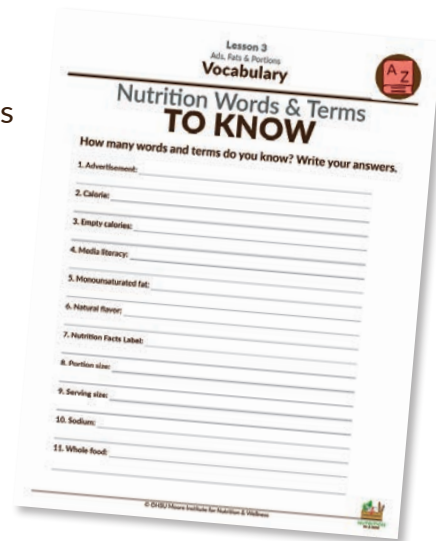 s
Lesson 3
Ads, Fats & Portions
Vocabulary
A Z
Nutrition Words & Terms
TO KNOW
How many words and terms do you know? Write your answers.
1. Advertisement:
2. Calorie:
3. Empty calories:
4. Media literacy:
5. Monounsaturated fat:
6. Natural flavor:
7. Nutrition Facts Label:
8. Portion size:
9. Serving size:
10. Sodium:
11. Whole food:
© OHSU Moore Institute for Nutrition & Wellness